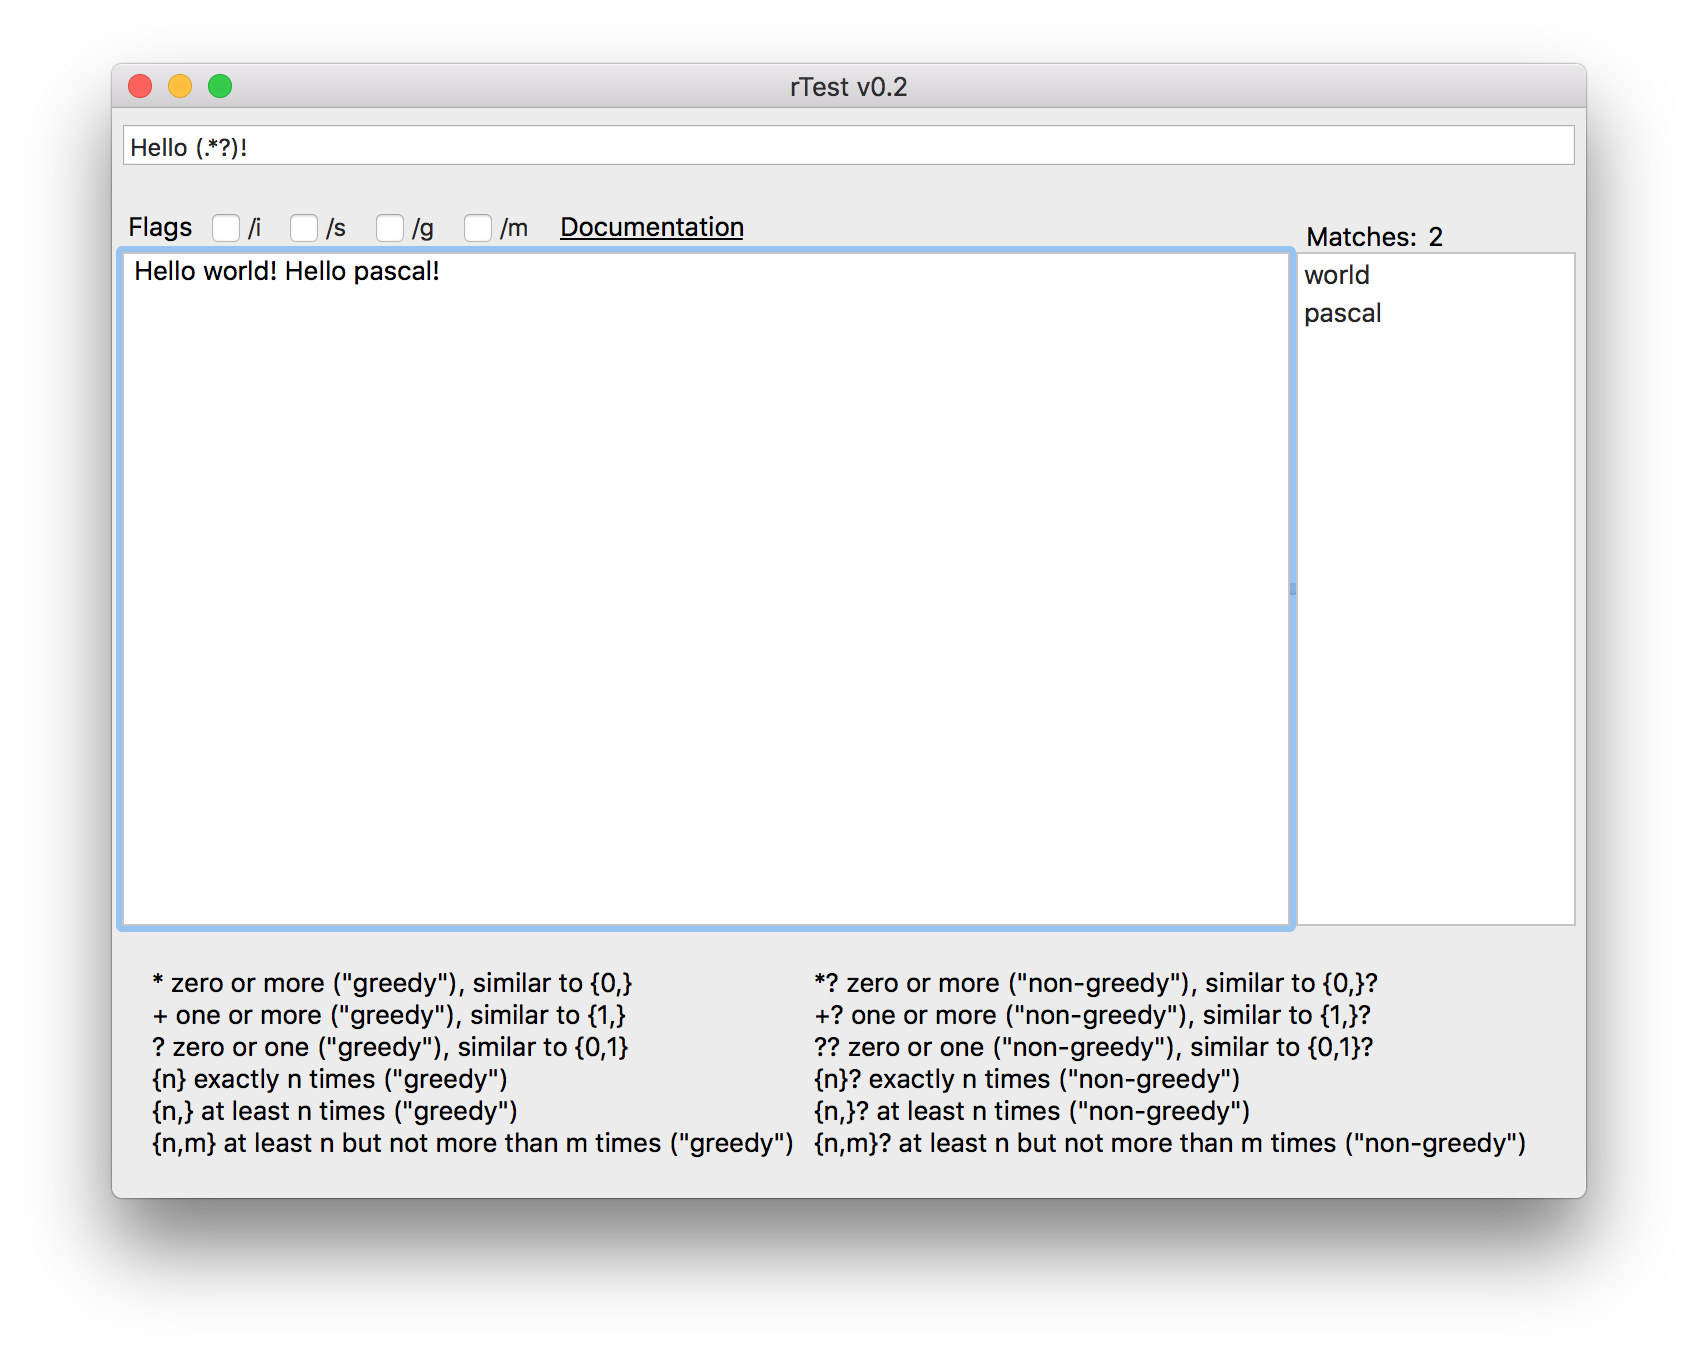 rTest v0.2
Hello (.*?)!
Flags /i /s /g /m Documentation
Matches: 2
Hello world! Hello pascal!
world
pascal
* zero or more ("greedy"), similar to {0,}
+ one or more ("greedy"), similar to {1,}
? zero or one ("greedy"), similar to {0,1}
{n} exactly n times ("greedy")
{n,} at least n times ("greedy")
{n,m} at least n but not more than m times ("greedy")
*? zero or more ("non-greedy"), similar to {0,}?
+? one or more ("non-greedy"), similar to {1,}?
?? zero or one ("non-greedy"), similar to {0,1}?
{n}? exactly n times ("non-greedy")
{n,}? at least n times ("non-greedy")
{n,m}? at least n but not more than m times ("non-greedy")